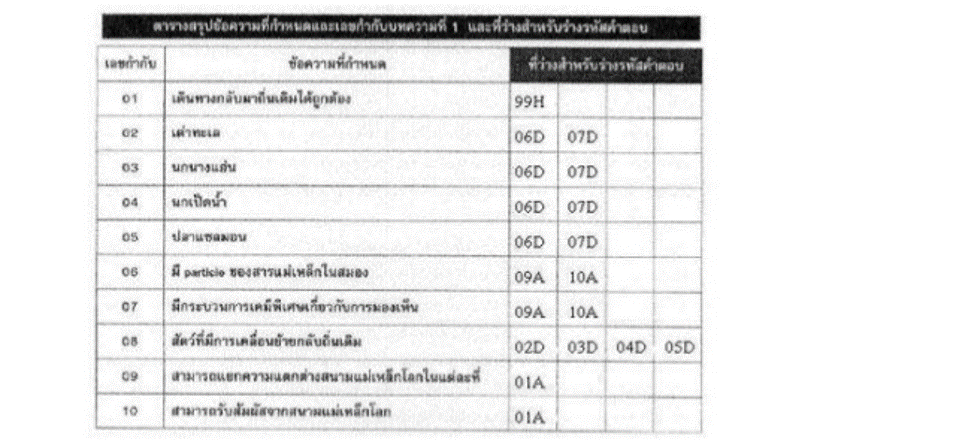 ตารางสรุปข้อความที่กำหนดและเลขกำกับบทความที่ 1 และที่ว่างสำหรับร่างรหัสคำตอบ
เลขกำกับ ข้อความที่กำหนด ที่ว่างสำหรับร่างรหัสคำตอบ
01 เดินทางกลับมาถิ่นเดิมได้ถูกต้อง 99H
02 เต่าทะเล 06D 07D
03 นกนางแอ่น 06D 07D
04 นกเป็ดน้ำ 06D 07D
05 ปลาแซลมอน 06D 07D
06 มี particle ของสารแม่เหล็กในสมอง 09A 10A
07 มีกระบวนการเคมีพิเศษเกี่ยวกับการมองเห็น 09A 10A
08 สัตว์ที่มีการเคลื่อนย้ายกลับถิ่นเดิม 02D 03D 04D 05D
09 สามารถแยกความแตกต่างสนามแม่เหล็กโลกในแต่ละที่ 01A
10 สามารถรับสัมผัสจากสนามแม่เหล็กโลก 01A